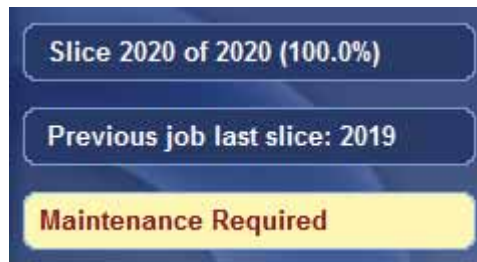 Slice 2020 of 2020 (100.0%)
Previous job last slice: 2019
Maintenance Required